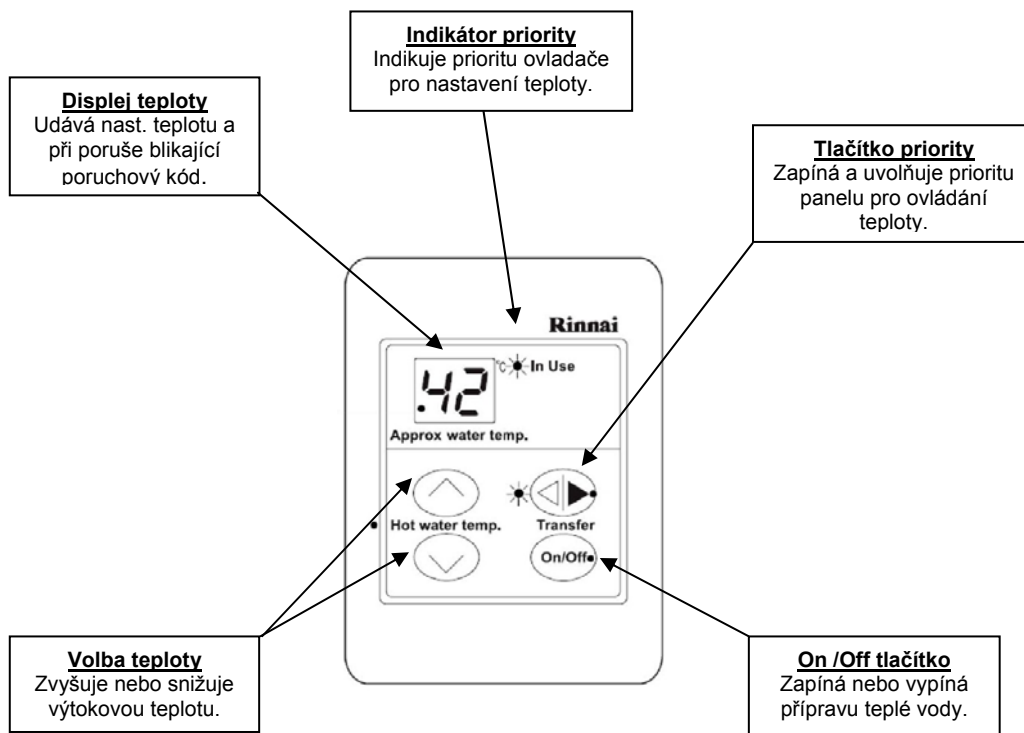 Indikátor priority
Indikuje prioritu ovladače
pro nastavení teploty.
Displej teploty
Udává nast. teplotu a
při poruše blikající
poruchový kód.
Tlačítko priority
Zapíná a uvolňuje prioritu
panelu pro ovládání
teploty.
Rinnai
.42 °C In Use
Approx water temp.
Hot water temp. Transfer
On/Off
Volba teploty
Zvyšuje nebo snižuje
výtokovou teplotu.
On /Off tlačítko
Zapíná nebo vypíná
přípravu teplé vody.